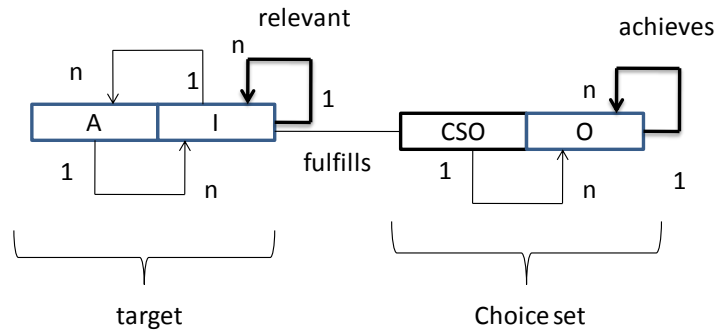 relevant
achieves
n
n
1
1
n
A
I
CSO
O
fulfills
1
n
1
n
1
target
Choice set